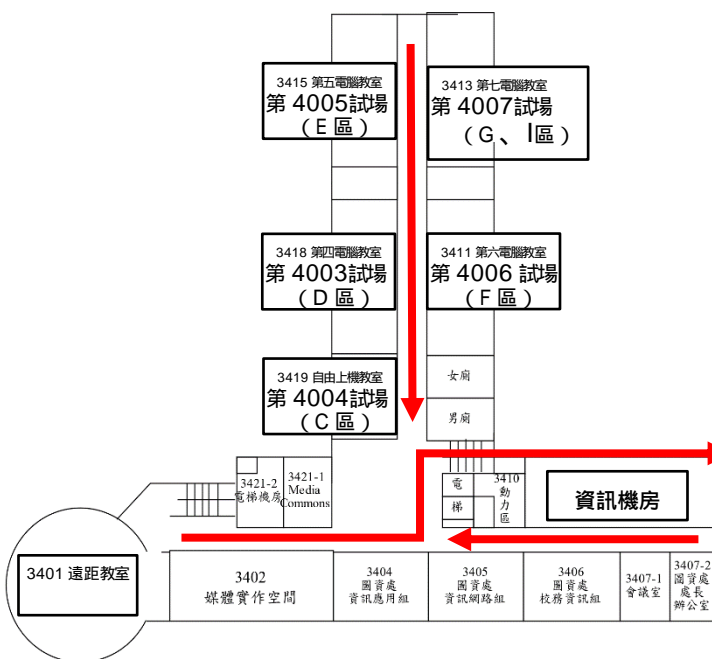 3415 第五電腦教室
第 4005試場
（E 區）
3413 第七電腦教室
第 4007試場
（G、I區）
3418 第四電腦教室
第 4003試場
（D 區）
3411 第六電腦教室
第 4006 試場
（F 區）
3419 自由上機教室
第 4004試場
（C 區）
女廁
男廁
3421-2
電梯機房
3421-1
Media
Commons
電
梯
3410
動
力
區
資訊機房
3401 遠距教室
3402
媒體實作空間
3404
圖資處
資訊應用組
3405
圖資處
資訊網路組
3406
圖資處
校務資訊組
3407-1
會議室
3407-2
圖資處
處長
辦公室